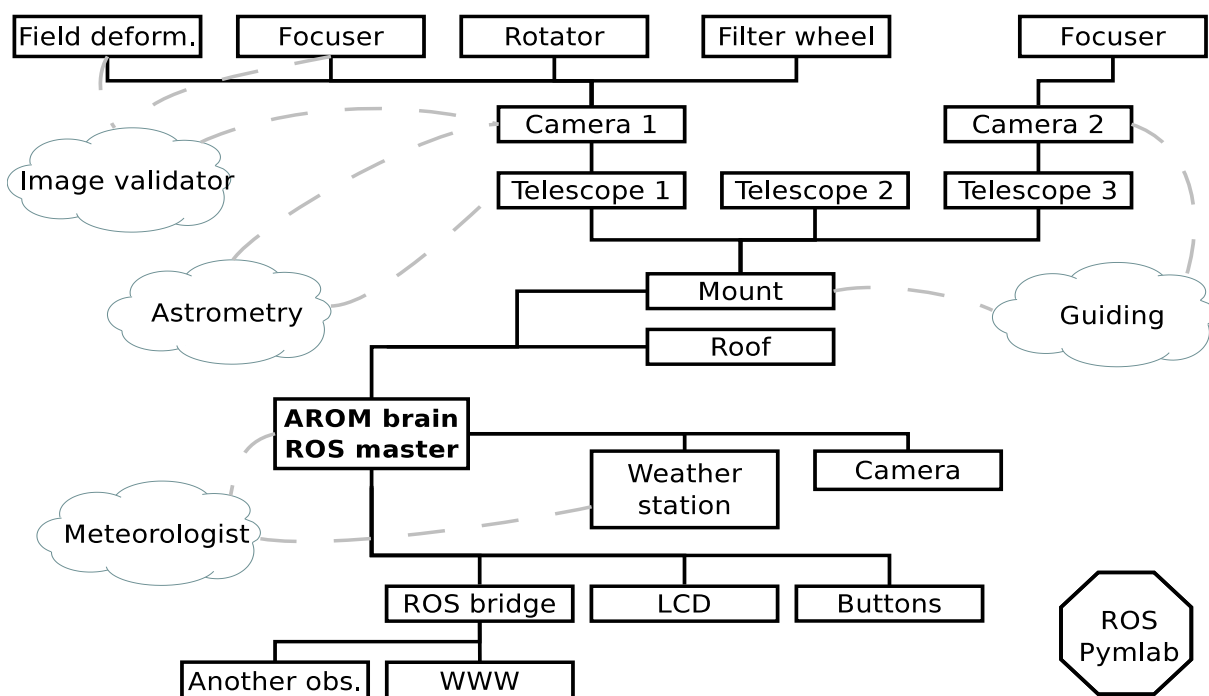 Field deform.
Focuser
Rotator
Filter wheel
Focuser
Camera 1
Camera 2
Image validator
Telescope 1
Telescope 2
Telescope 3
Mount
Astrometry
Guiding
Roof
AROM brain
ROS master
Weather
station
Camera
Meteorologist
ROS bridge
LCD
Buttons
ROS
Pymlab
Another obs.
WWW